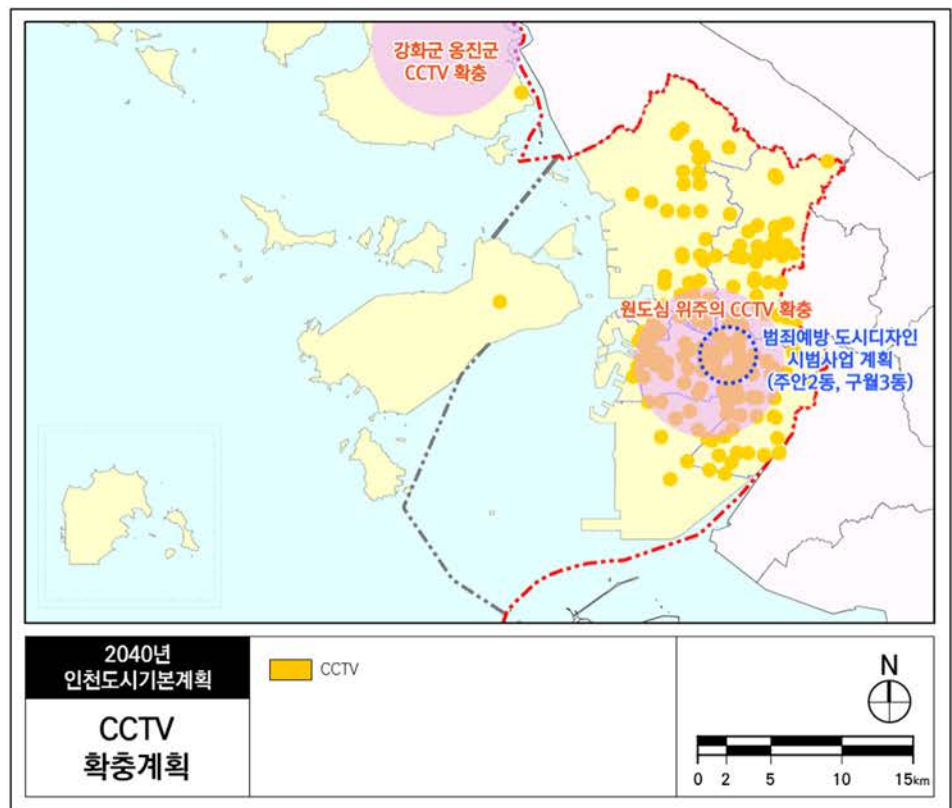 강화군 옹진군
CCTV 확충
원도심 위주의 CCTV 확충
범죄예방 도시디자인
시범사업 계획
(주안2동, 구월3동)
2040년
인천도시기본계획
CCTV
확충계획
CCTV
N
0 2 5 10 15km